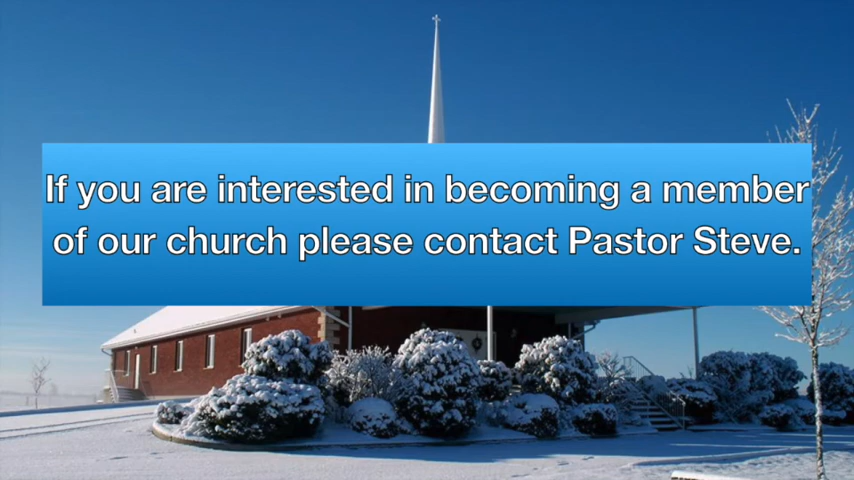 If you are interested in becoming a member
of our church please contact Pastor Steve.